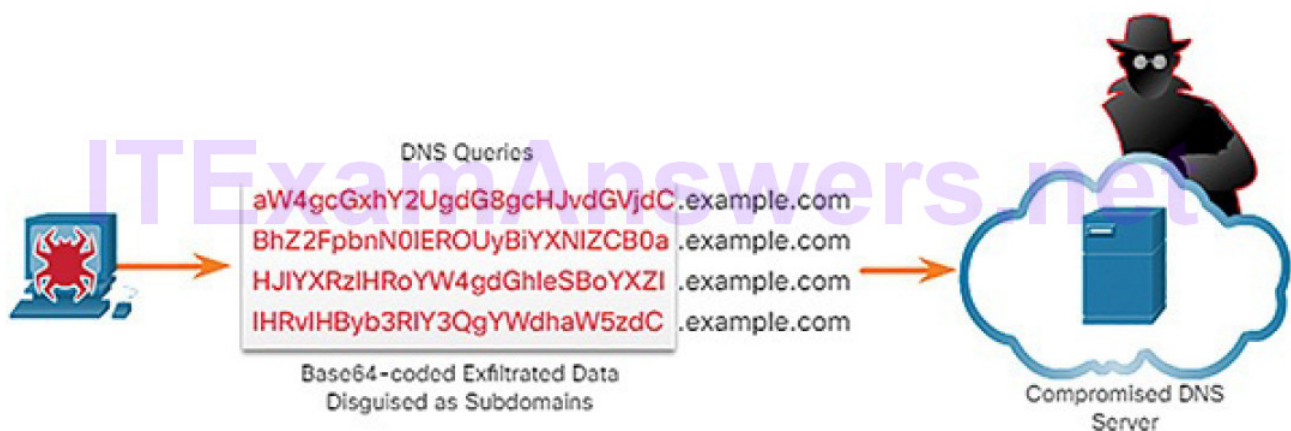 ITExamAnswers.net
DNS Queries
aW4gcGxhY2UgdG8gcHJvdGVjdC.example.com
BhZ2FpbnN0IEROUyBiYXNlZCB0a .example.com
HJlYXRzIHRoYW4gdGhleSBoYXZl .example.com
IHRvIHByb3RlY3QgYWdhaW5zdC .example.com
Base64-coded Exfiltrated Data
Disguised as Subdomains
Compromised DNS
Server